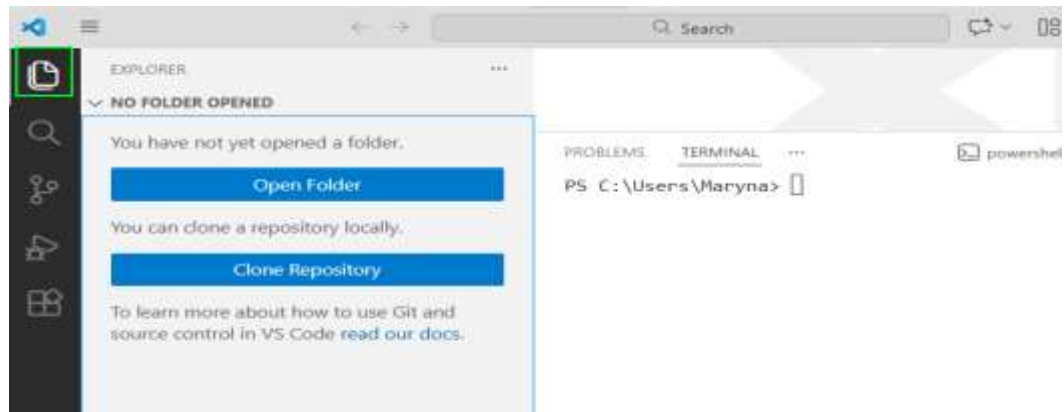 Search
EXPLORER
NO FOLDER OPENED
You have not yet opened a folder.
Open Folder
You can clone a repository locally.
Clone Repository
To learn more about how to use Git and
source control in VS Code read our docs.
PROBLEMS TERMINAL ... powershel
PS C:\Users\Maryna>